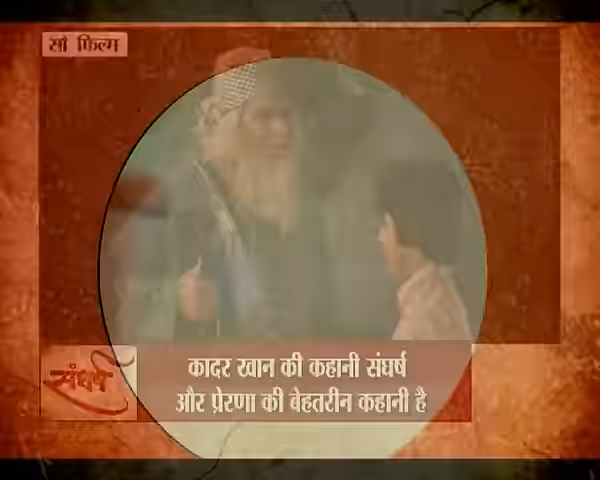 सौ फिल्म
संघर्ष
कादर खान की कहानी संघर्ष
और प्रेरणा की बेहतरीन कहानी है